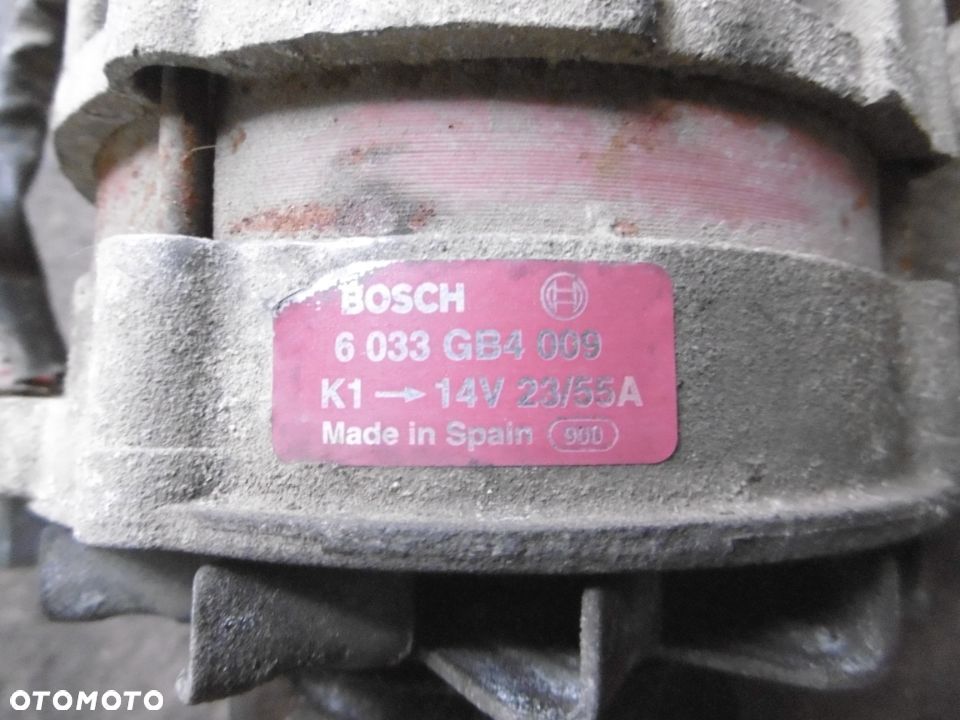 BOSCH
6 033 GB4 009
K1 → 14V 23/55A
Made in Spain 900
OTOMOTO